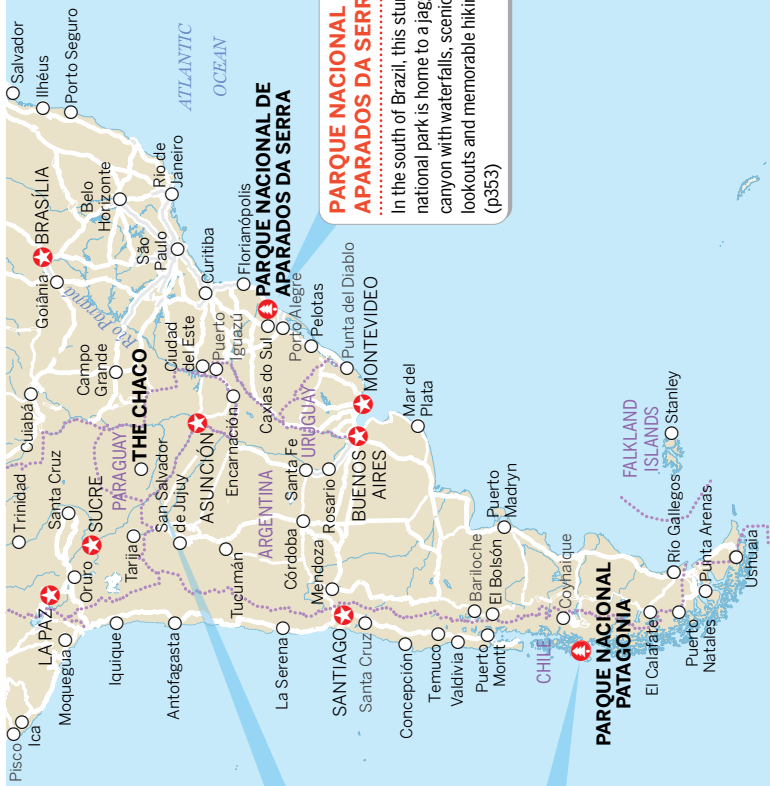 Salvador
Ilhéus
Porto Seguro
ATLANTIC
OCEAN
BRASÍLIA
Goiânia
Belo
Horizonte
Rio de
Janeiro
São
Paulo
Rio Paraná
Cuiabá
Campo
Grande
Curitiba
Florianópolis
PARQUE NACIONAL DE
APARADOS DA SERRA
Caxias do Sul
Porto Alegre
Pelotas
Punta del Diablo
MONTEVIDEO
URUGUAY
Ciudad
del Este
Puerto
Iguazú
Encarnación
ASUNCIÓN
THE CHACO
PARAGUAY
Trinidad
Santa Cruz
SUCRE
LA PAZ
Oruro
Tarija
San Salvador
de Jujuy
Tucumán
ARGENTINA
Córdoba
Santa Fe
Rosario
Mendoza
BUENOS
AIRES
Mar del
Plata
Pisco
Ica
Moquegua
Iquique
Antofagasta
La Serena
SANTIAGO
Santa Cruz
Concepción
Temuco
Valdivia
Puerto
Montt
Bariloche
El Bolsón
Puerto
Madryn
CHILE
Coyhaique
PARQUE NACIONAL
PATAGONIA
El Calafate
Puerto
Natales
Río Gallegos
Punta Arenas
Ushuaia
FALKLAND
ISLANDS
Stanley
PARQUE NACIONAL
APARADOS DA SERR
In the south of Brazil, this stu
national park is home to a jag
canyon with waterfalls, scenic
lookouts and memorable hikin
(p353)